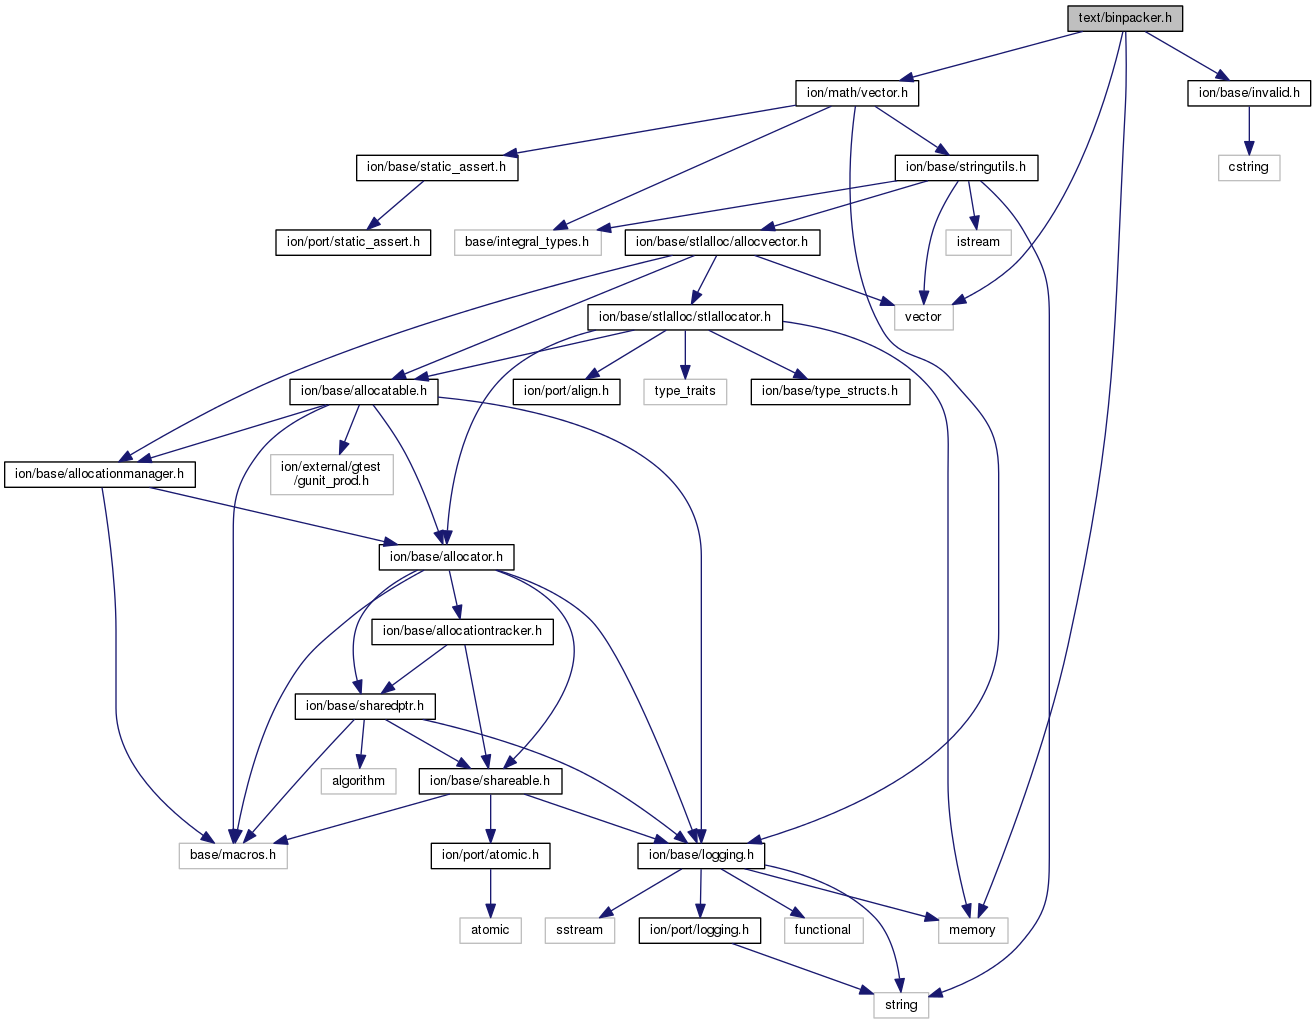 text/binpacker.h
ion/math/vector.h
ion/base/invalid.h
ion/base/static_assert.h
ion/base/stringutils.h
cstring
ion/port/static_assert.h
base/integral_types.h
ion/base/stlalloc/allocvector.h
istream
ion/base/stlalloc/stlallocator.h
vector
ion/base/allocatable.h
ion/port/align.h
type_traits
ion/base/type_structs.h
ion/base/allocationmanager.h
ion/external/gtest
/gunit_prod.h
ion/base/allocator.h
ion/base/allocationtracker.h
ion/base/sharedptr.h
algorithm
ion/base/shareable.h
base/macros.h
ion/port/atomic.h
ion/base/logging.h
atomic
sstream
ion/port/logging.h
functional
memory
string